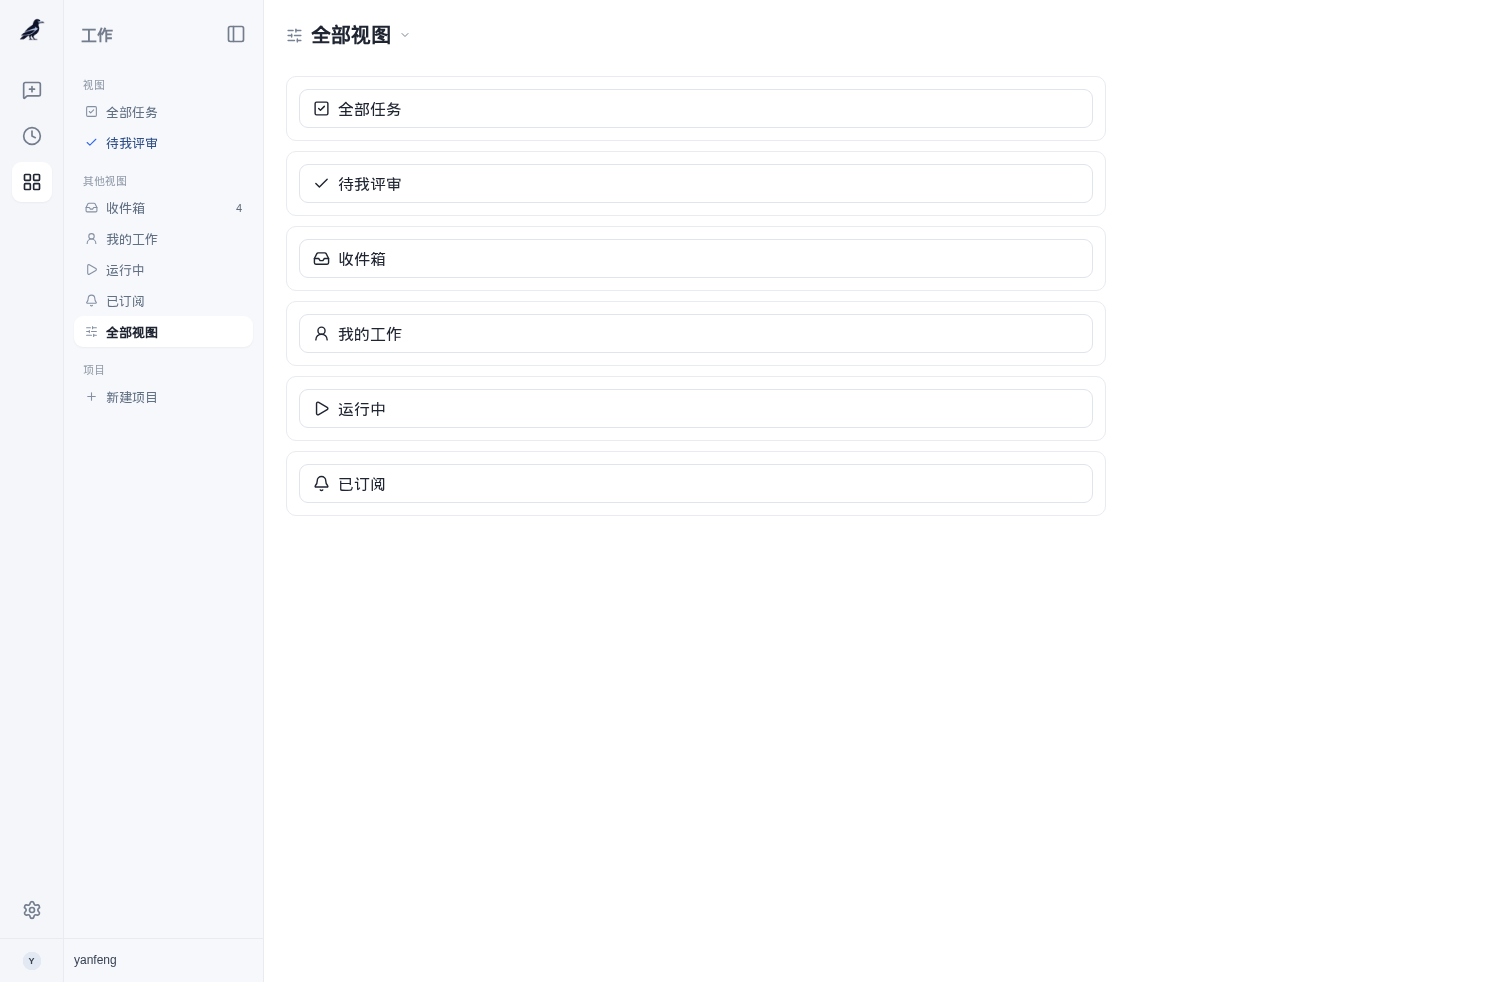 工作
视图
全部任务
待我评审
其他视图
收件箱 4
我的工作
运行中
已订阅
全部视图
项目
新建项目
Y yanfeng
全部视图
全部任务
待我评审
收件箱
我的工作
运行中
已订阅